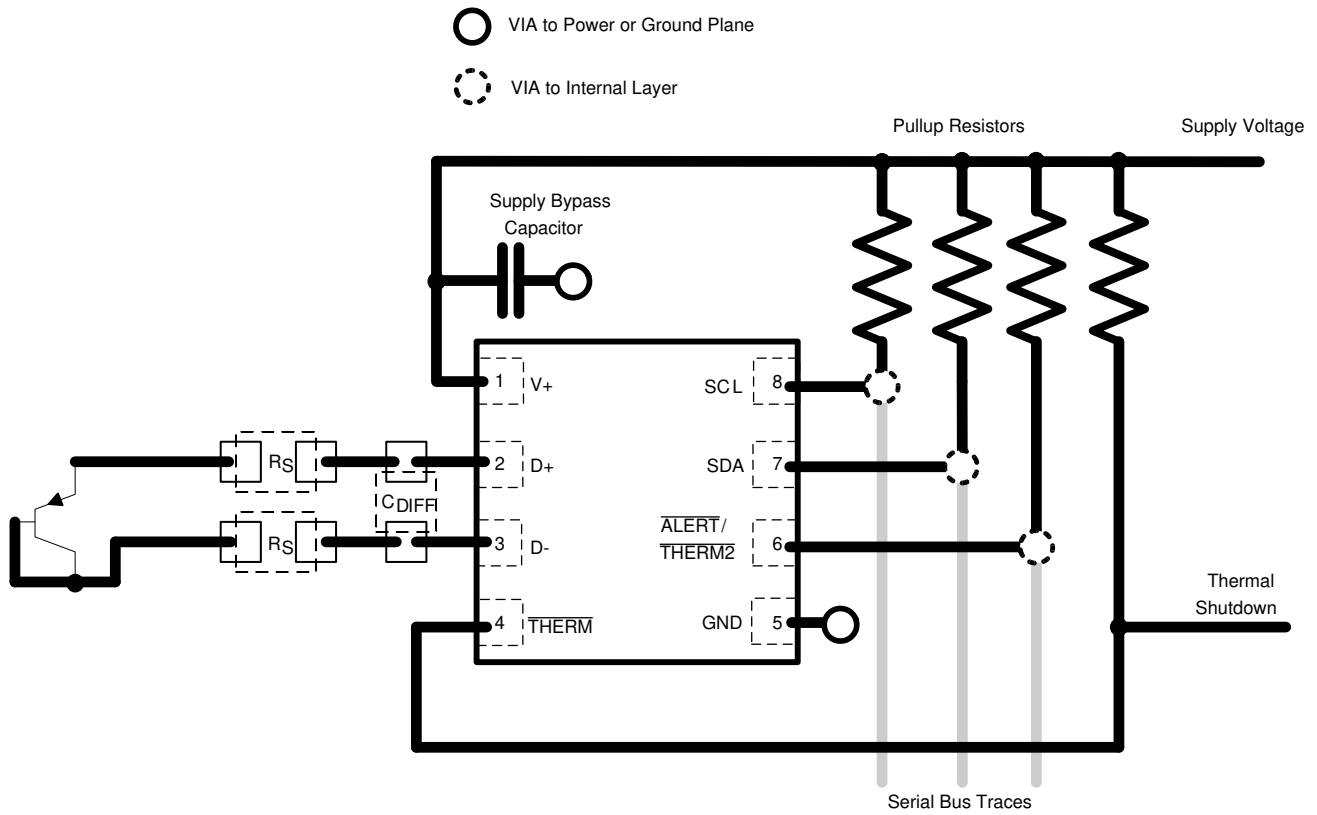 VIA to Power or Ground Plane
VIA to Internal Layer
Pullup Resistors
Supply Voltage
Supply Bypass
Capacitor
1
V+
SCL
8
RS
2
D+
SDA
7
CDIFF
RS
3
D-
ALERT/
THERM2
6
4
THERM
GND
5
Thermal
Shutdown
Serial Bus Traces